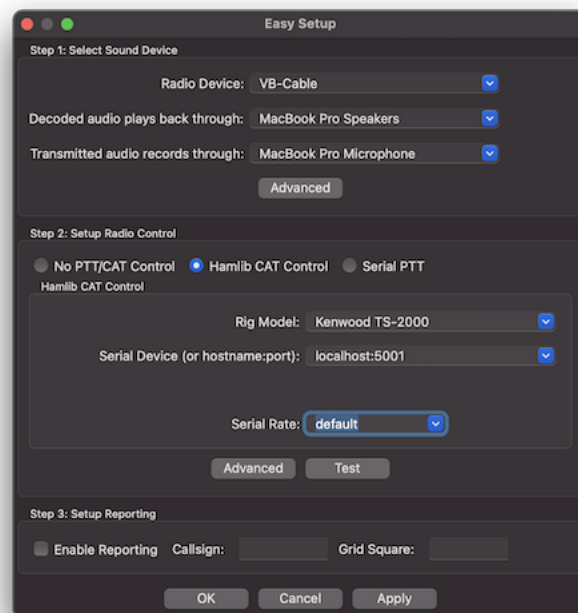 Easy Setup
Step 1: Select Sound Device
Radio Device: VB-Cable
Decoded audio plays back through: MacBook Pro Speakers
Transmitted audio records through: MacBook Pro Microphone
Advanced
Step 2: Setup Radio Control
No PTT/CAT Control Hamlib CAT Control Serial PTT
Hamlib CAT Control
Rig Model: Kenwood TS-2000
Serial Device (or hostname:port): localhost:5001
Serial Rate: default
Advanced Test
Step 3: Setup Reporting
Enable Reporting Callsign: Grid Square:
OK Cancel Apply